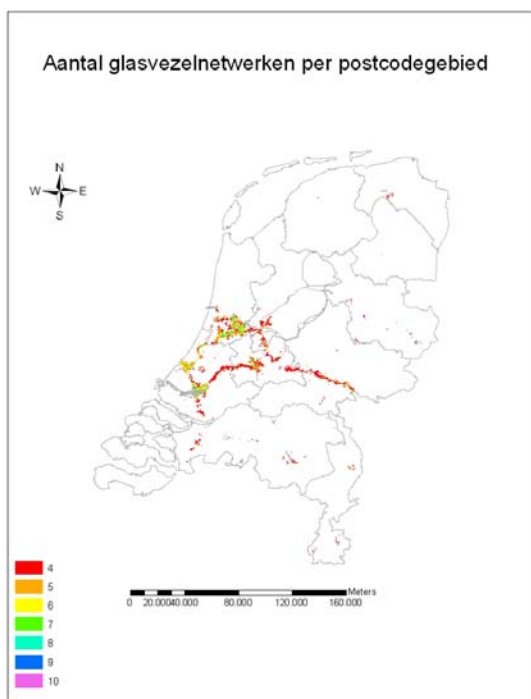 Aantal glasvezelnetwerken per postcodegebied
N
W E
S
4
5
6
7
8
9
10
Meters
0 20.000 40.000 80.000 120.000 160.000